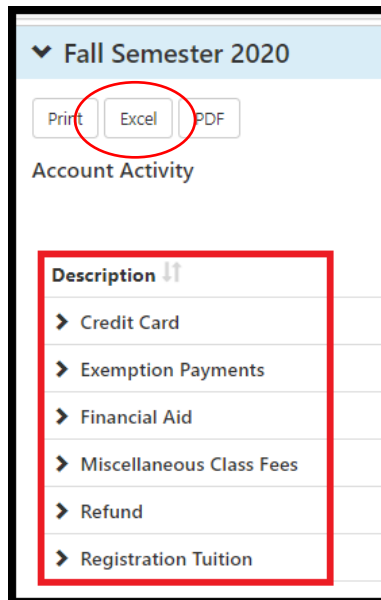 Fall Semester 2020
Print Excel PDF
Account Activity
Description
Credit Card
Exemption Payments
Financial Aid
Miscellaneous Class Fees
Refund
Registration Tuition